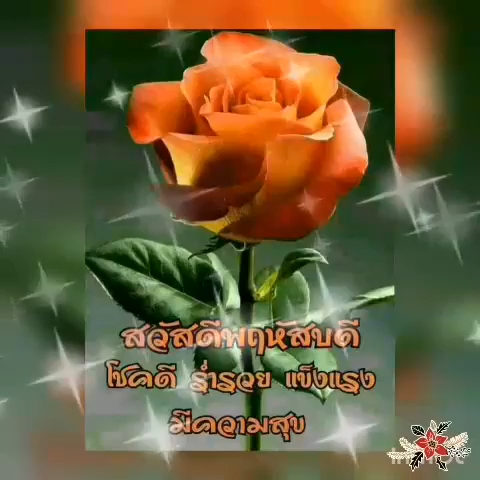 สวัสดีพฤหัสบดี
โชคดี ร่ำรวย แข็งแรง
มีความสุข